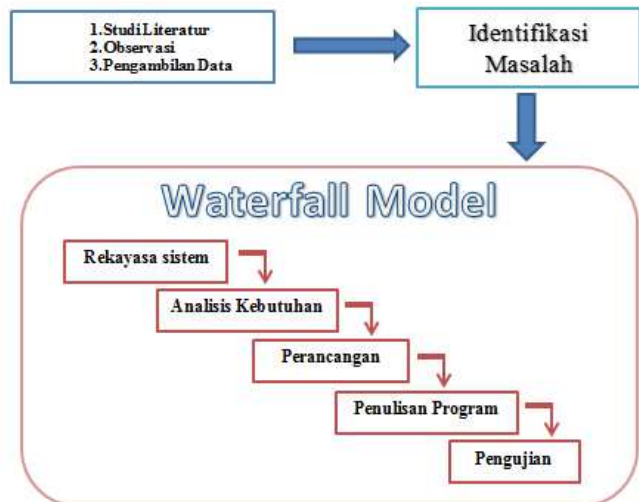 1.Studi Literatur
2.Observasi
3.Pengambilan Data
Identifikasi
Masalah
Waterfall Model
Rekayasa sistem
Analisis Kebutuhan
Perancangan
Penulisan Program
Pengujian